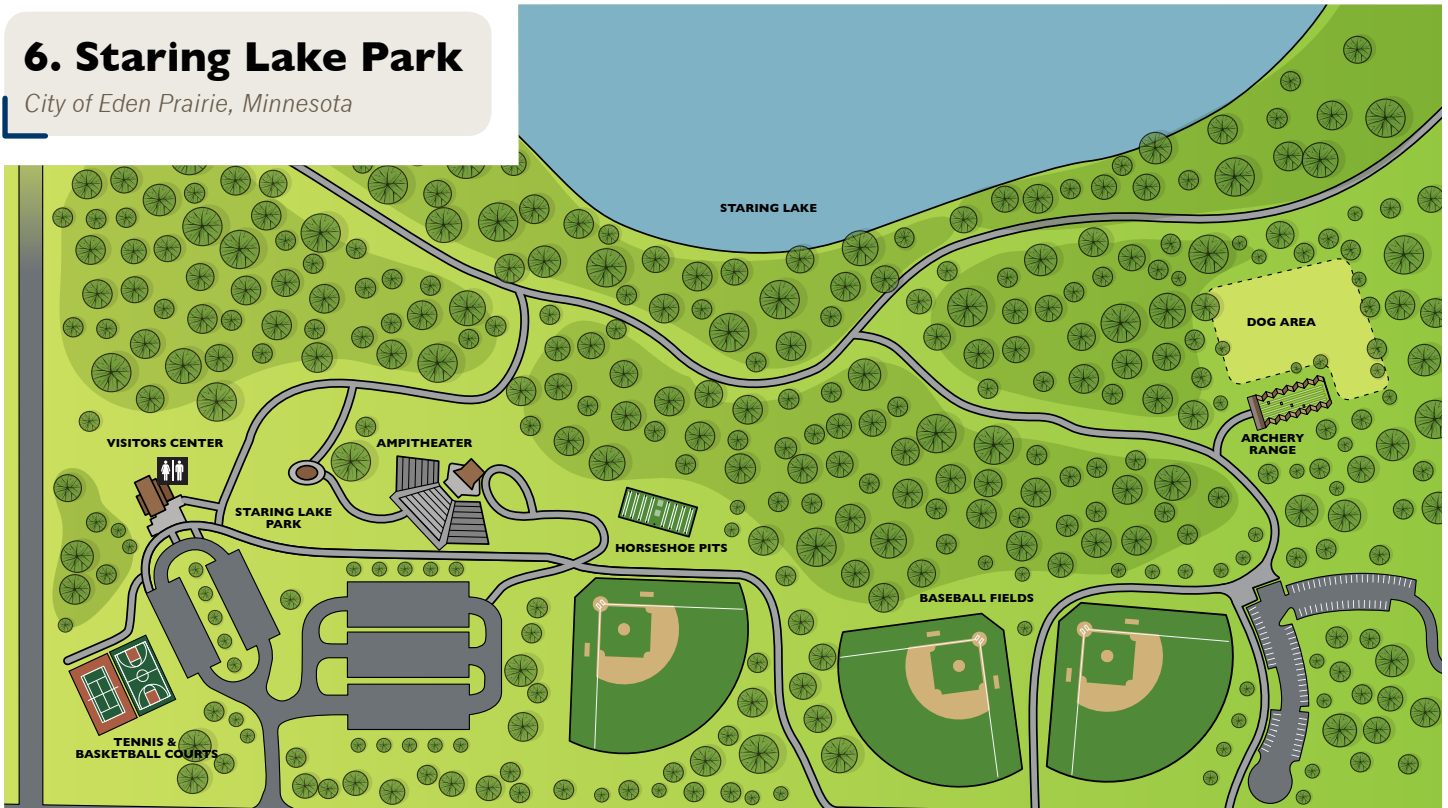 6. Staring Lake Park
City of Eden Prairie, Minnesota
STARING LAKE
DOG AREA
VISITORS CENTER
AMPITHEATER
ARCHERY
RANGE
STARING LAKE
PARK
HORSESHOE PITS
BASEBALL FIELDS
TENNIS &
BASKETBALL COURTS